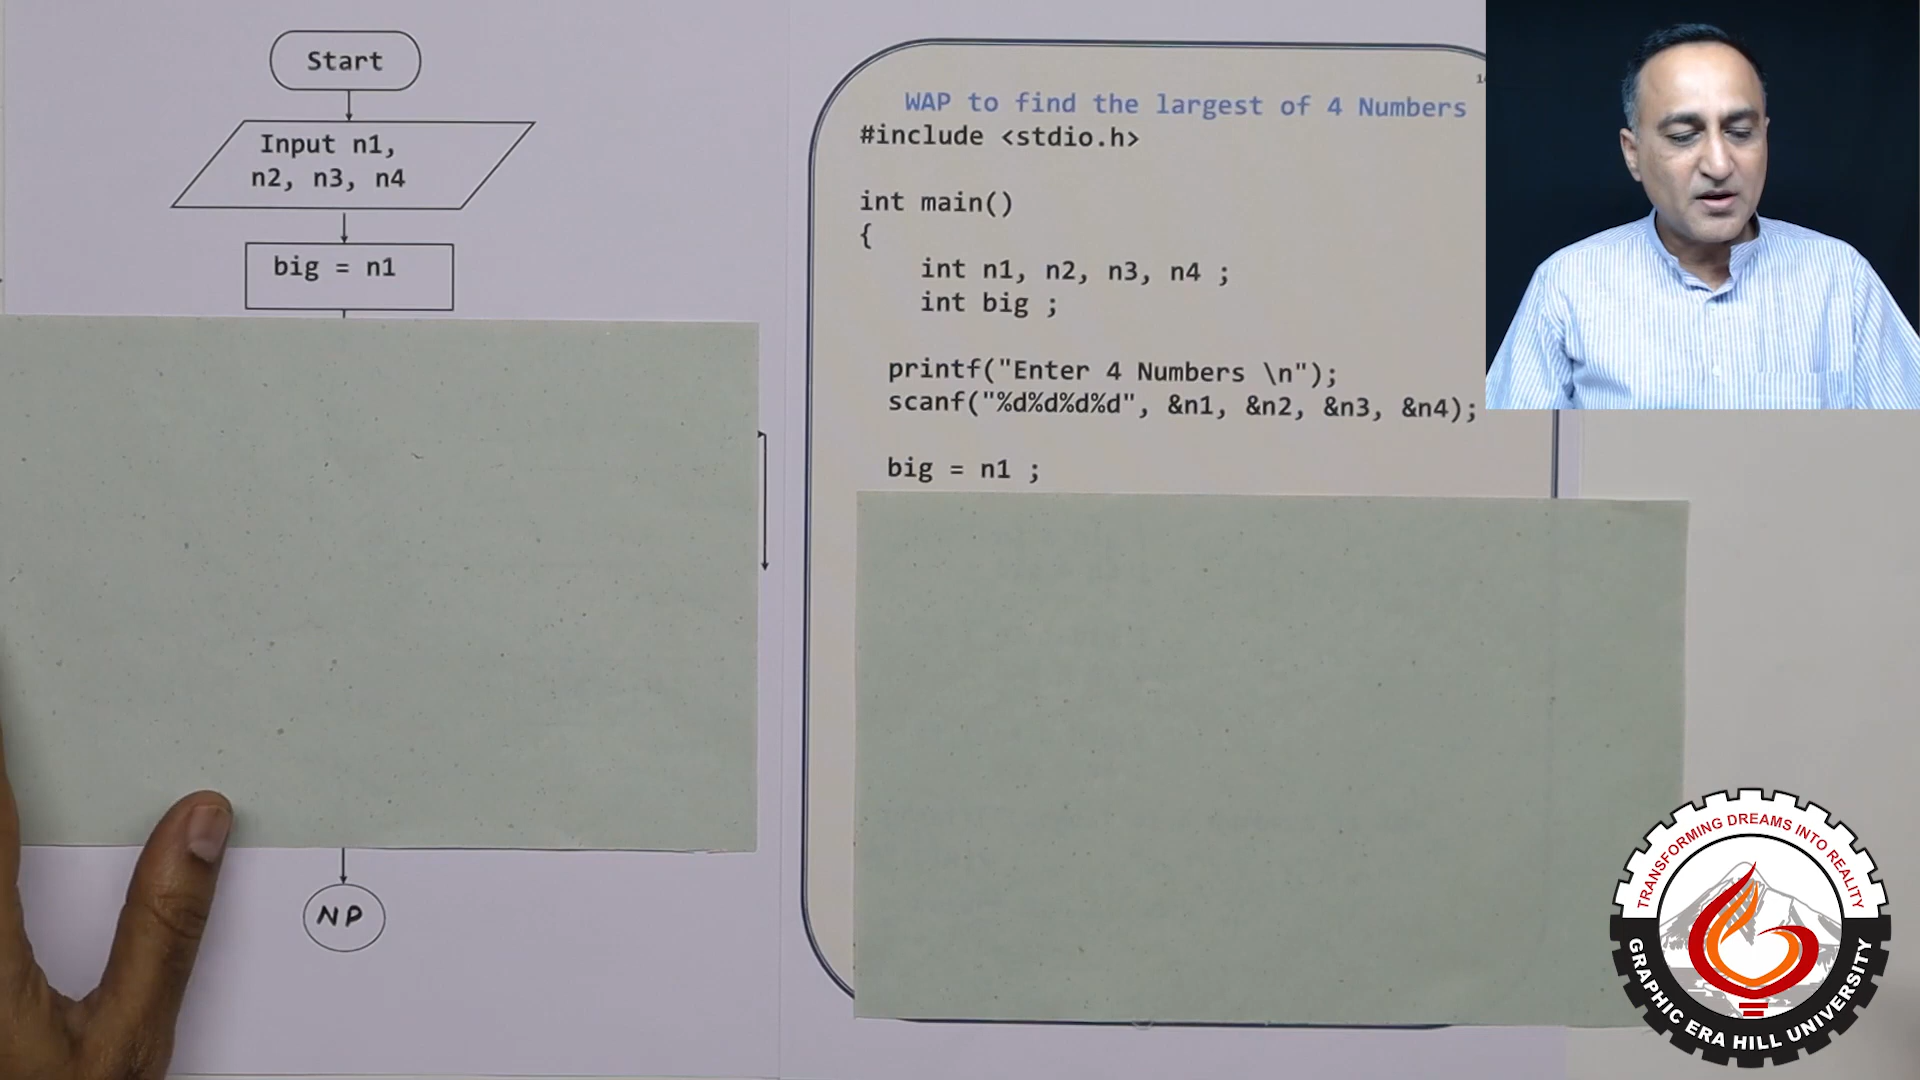 Start
Input n1,
n2, n3, n4
big = n1
NP
WAP to find the largest of 4 Numbers
#include <stdio.h>
int main()
{
int n1, n2, n3, n4 ;
int big ;
printf("Enter 4 Numbers \n");
scanf("%d%d%d%d", &n1, &n2, &n3, &n4);
big = n1 ;
TRANSFORMING DREAMS INTO REALITY
GRAPHIC ERA HILL UNIVERSITY